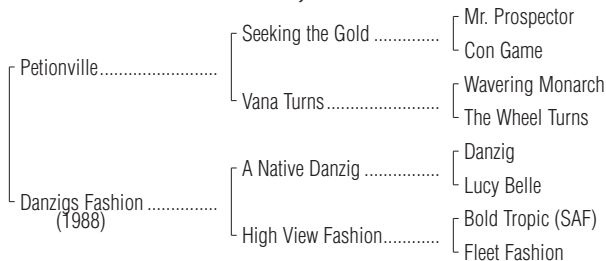 Mr. Prospector
Seeking the Gold ..............
Con Game
Petionville.........................
Wavering Monarch
Vana Turns ........................
The Wheel Turns
Danzig
A Native Danzig ................
Lucy Belle
Danzigs Fashion ...............
(1988)
Bold Tropic (SAF)
High View Fashion............
Fleet Fashion